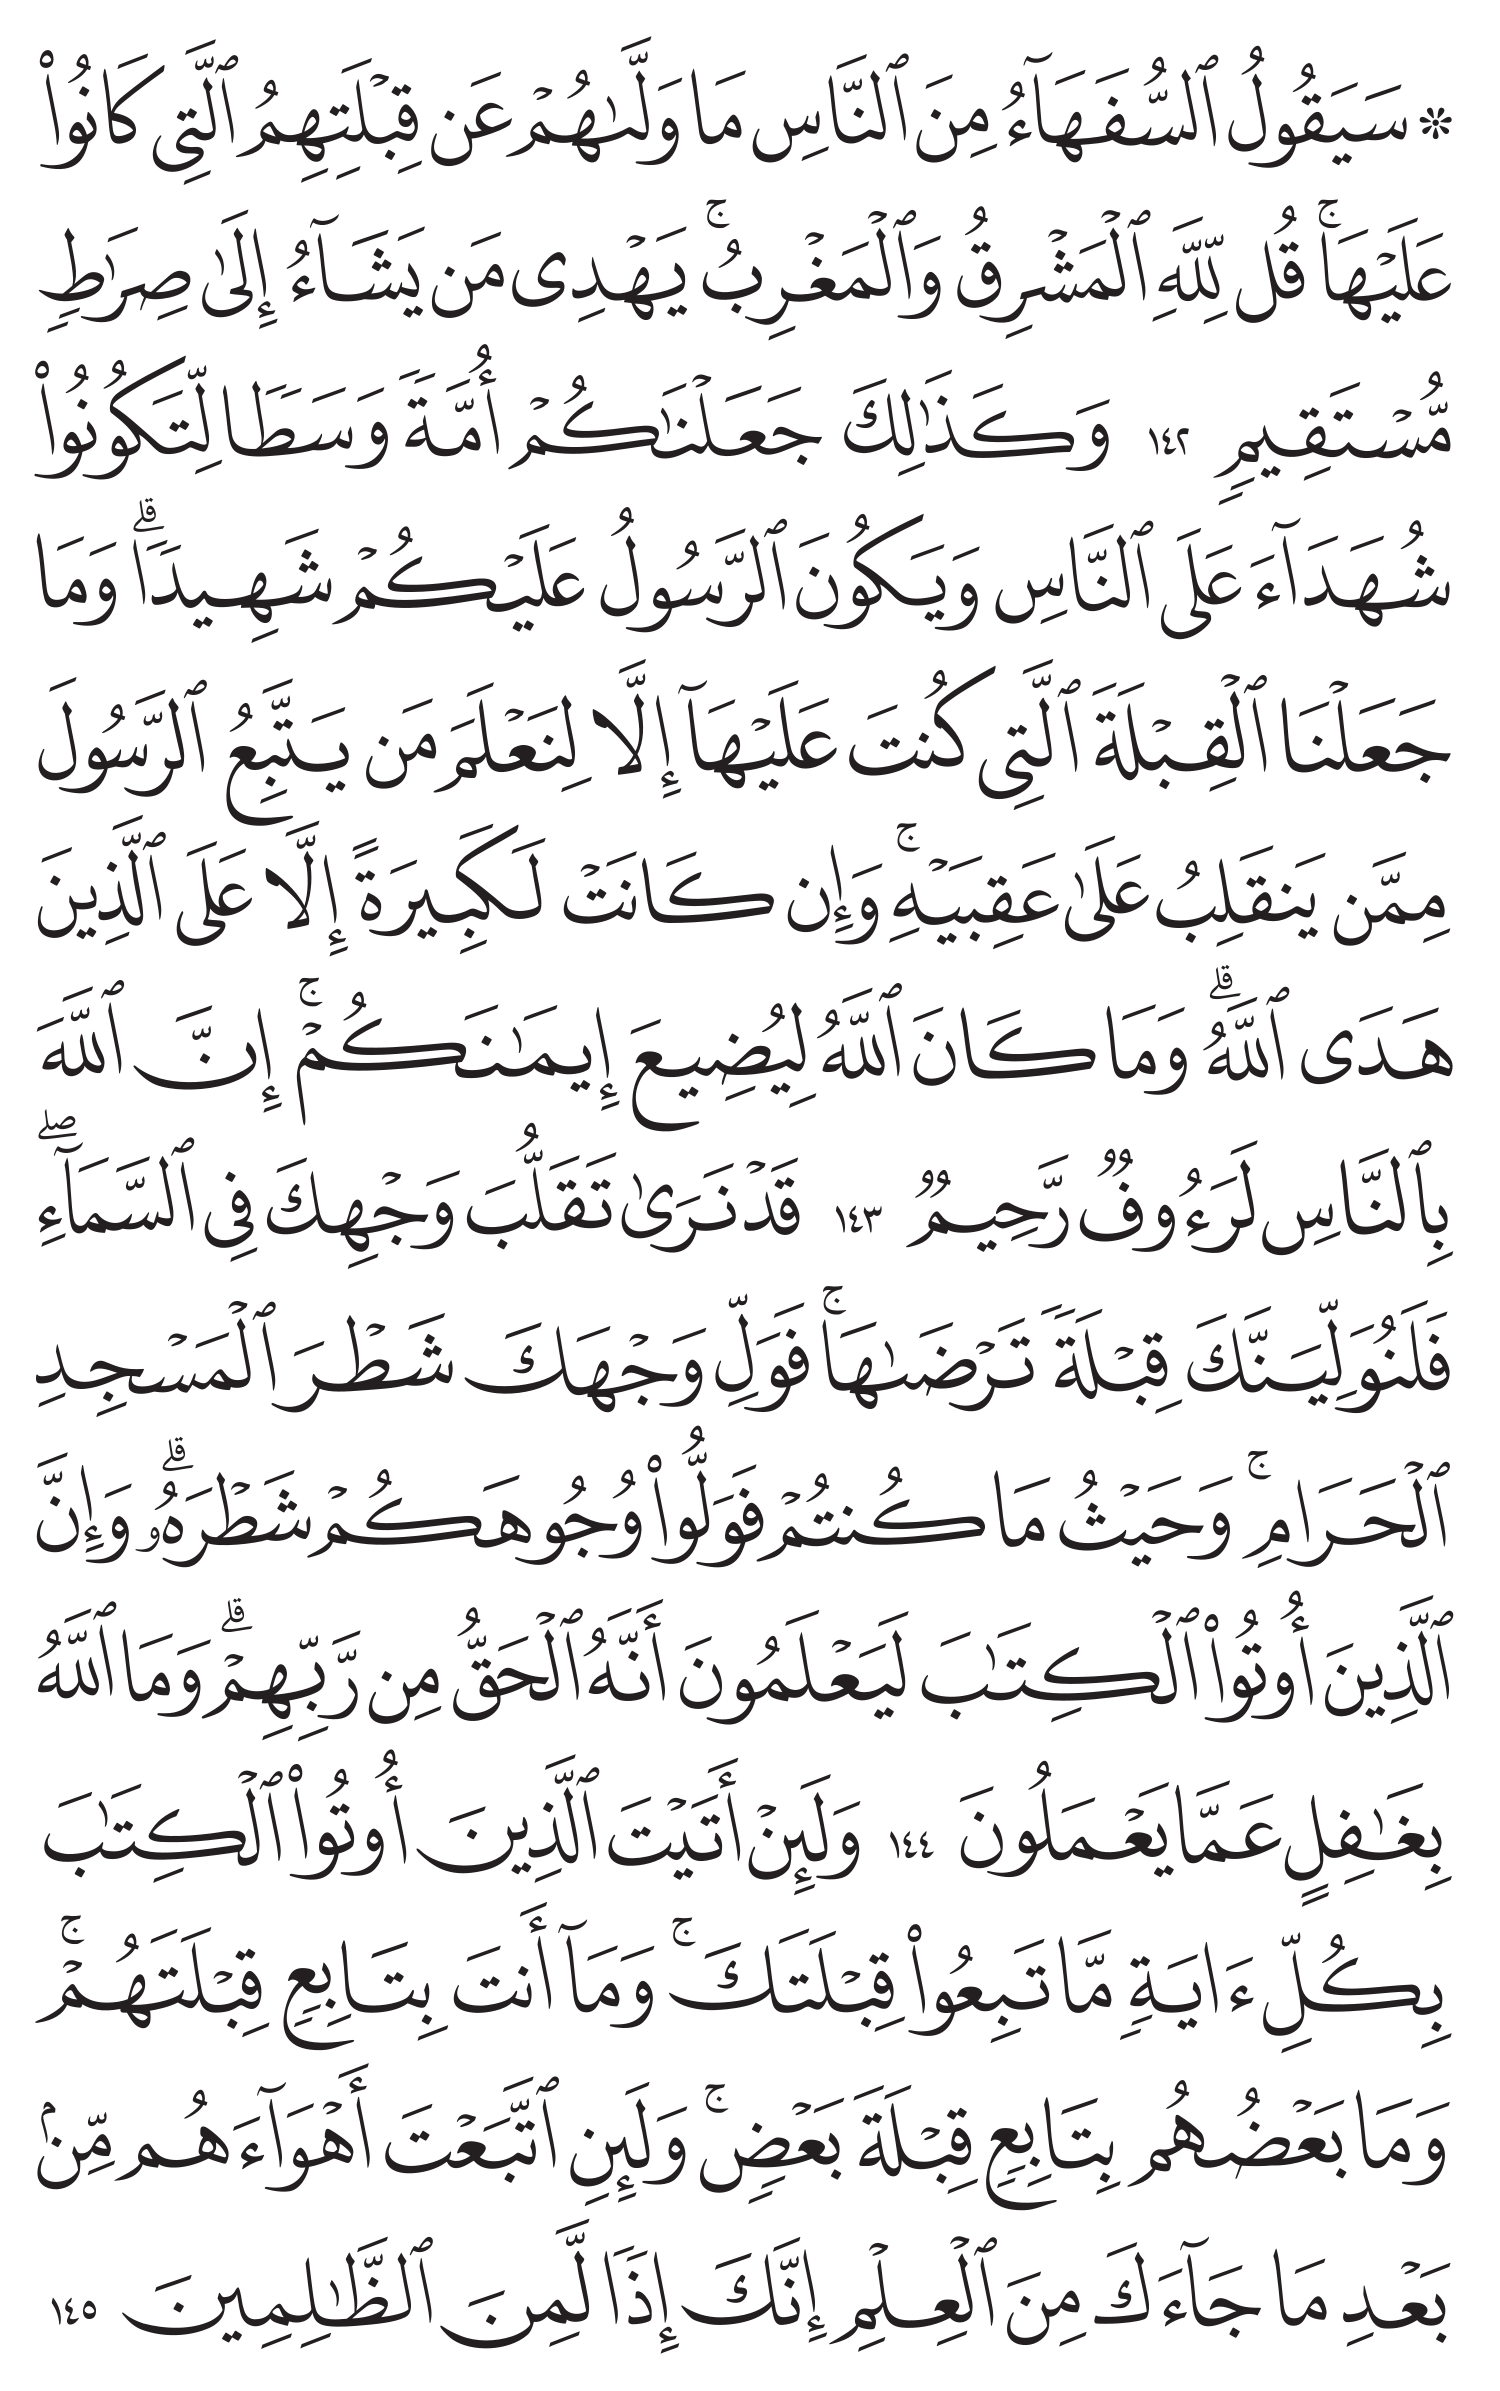 ۞ سَيَقُولُ ٱلسُّفَهَآءُ مِنَ ٱلنَّاسِ مَا وَلَّىٰهُمْ عَن قِبْلَتِهِمُ ٱلَّتِى كَانُوا۟
عَلَيْهَا ۚ قُل لِّلَّهِ ٱلْمَشْرِقُ وَٱلْمَغْرِبُ ۚ يَهْدِى مَن يَشَآءُ إِلَىٰ صِرَٰطٍ
مُّسْتَقِيمٍ ١٤٢ وَكَذَٰلِكَ جَعَلْنَـٰكُمْ أُمَّةً وَسَطًا لِّتَكُونُوا۟
شُهَدَآءَ عَلَى ٱلنَّاسِ وَيَكُونَ ٱلرَّسُولُ عَلَيْكُمْ شَهِيدًا ۗ وَمَا
جَعَلْنَا ٱلْقِبْلَةَ ٱلَّتِى كُنتَ عَلَيْهَآ إِلَّا لِنَعْلَمَ مَن يَتَّبِعُ ٱلرَّسُولَ
مِمَّن يَنقَلِبُ عَلَىٰ عَقِبَيْهِ ۚ وَإِن كَانَتْ لَكَبِيرَةً إِلَّا عَلَى ٱلَّذِينَ
هَدَى ٱللَّهُ ۗ وَمَا كَانَ ٱللَّهُ لِيُضِيعَ إِيمَـٰنَكُمْ ۚ إِنَّ ٱللَّهَ
بِٱلنَّاسِ لَرَءُوفٌ رَّحِيمٌ ١٤٣ قَدْ نَرَىٰ تَقَلُّبَ وَجْهِكَ فِى ٱلسَّمَآءِ ۖ
فَلَنُوَلِّيَنَّكَ قِبْلَةً تَرْضَىٰهَا ۚ فَوَلِّ وَجْهَكَ شَطْرَ ٱلْمَسْجِدِ
ٱلْحَرَامِ ۚ وَحَيْثُ مَا كُنتُمْ فَوَلُّوا۟ وُجُوهَكُمْ شَطْرَهُۥ ۗ وَإِنَّ
ٱلَّذِينَ أُوتُوا۟ ٱلْكِتَـٰبَ لَيَعْلَمُونَ أَنَّهُ ٱلْحَقُّ مِن رَّبِّهِمْ ۗ وَمَا ٱللَّهُ
بِغَـٰفِلٍ عَمَّا يَعْمَلُونَ ١٤٤ وَلَئِنْ أَتَيْتَ ٱلَّذِينَ أُوتُوا۟ ٱلْكِتَـٰبَ
بِكُلِّ ءَايَةٍ مَّا تَبِعُوا۟ قِبْلَتَكَ ۚ وَمَآ أَنتَ بِتَابِعٍ قِبْلَتَهُمْ ۚ
وَمَا بَعْضُهُم بِتَابِعٍ قِبْلَةَ بَعْضٍ ۚ وَلَئِنِ ٱتَّبَعْتَ أَهْوَآءَهُم مِّنۢ
بَعْدِ مَا جَآءَكَ مِنَ ٱلْعِلْمِ إِنَّكَ إِذًا لَّمِنَ ٱلظَّـٰلِمِينَ ١٤٥